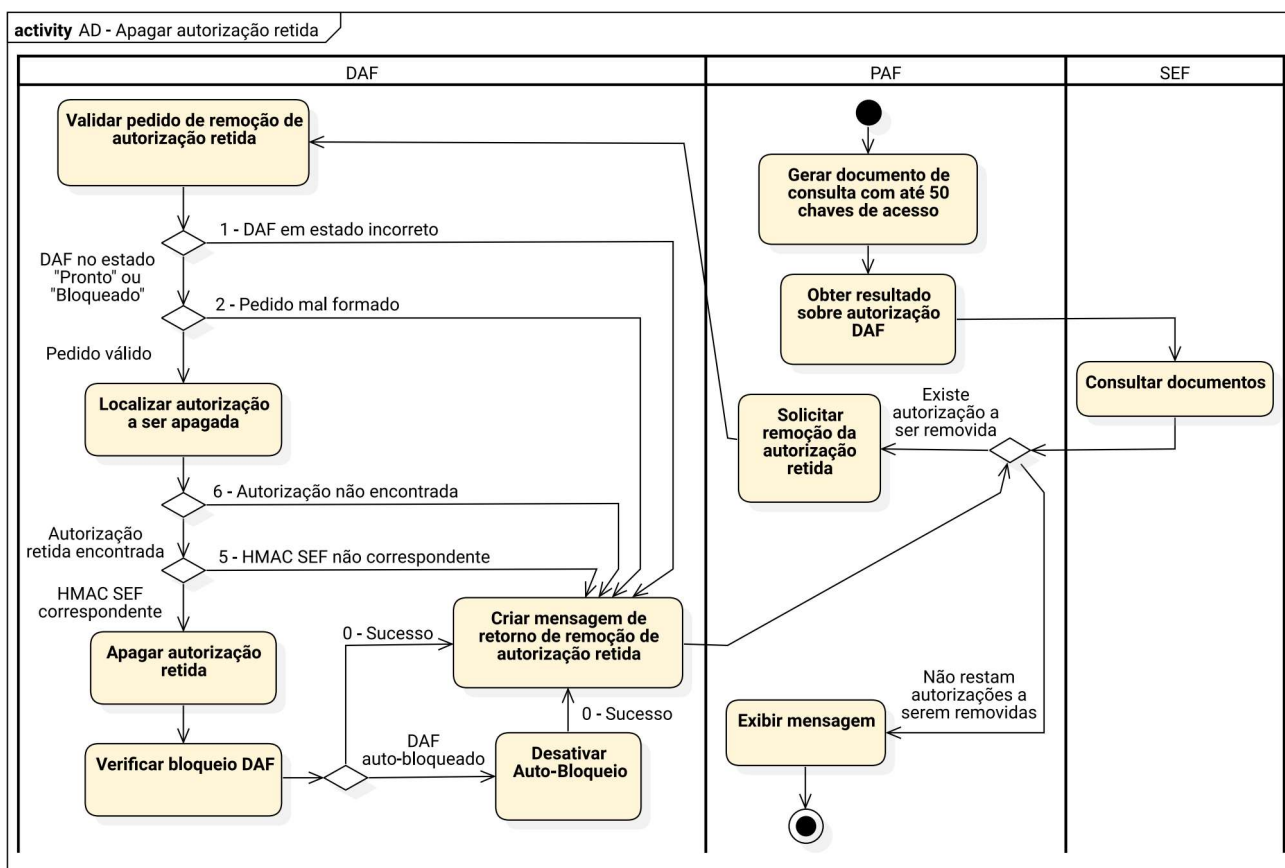 activity AD - Apagar autorização retida
DAF
PAF
SEF
Validar pedido de remoção de
autorização retida
1 - DAF em estado incorreto
DAF no estado
"Pronto" ou
"Bloqueado"
2 - Pedido mal formado
Pedido válido
Localizar autorização
a ser apagada
6 - Autorização não encontrada
Autorização
retida encontrada
5 - HMAC SEF não correspondente
HMAC SEF
correspondente
Apagar autorização
retida
Verificar bloqueio DAF
0 - Sucesso
DAF
auto-bloqueado
Desativar
Auto-Bloqueio
0 - Sucesso
Criar mensagem de
retorno de remoção de
autorização retida
Gerar documento de
consulta com até 50
chaves de acesso
Obter resultado
sobre autorização
DAF
Consultar documentos
Existe
autorização a
ser removida
Solicitar
remoção da
autorização
retida
Não restam
autorizações a
serem removidas
Exibir mensagem